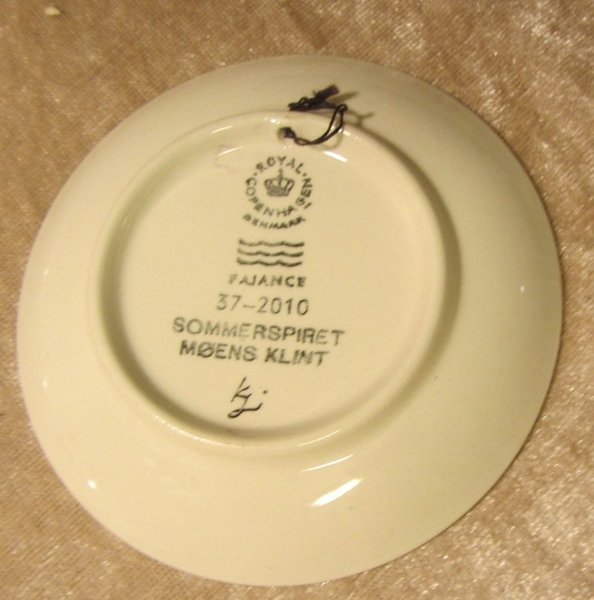 ROYAL
COPENHAGEN
DENMARK
FAJANCE
37-2010
SOMMERSPIRET
MØENS KLINT